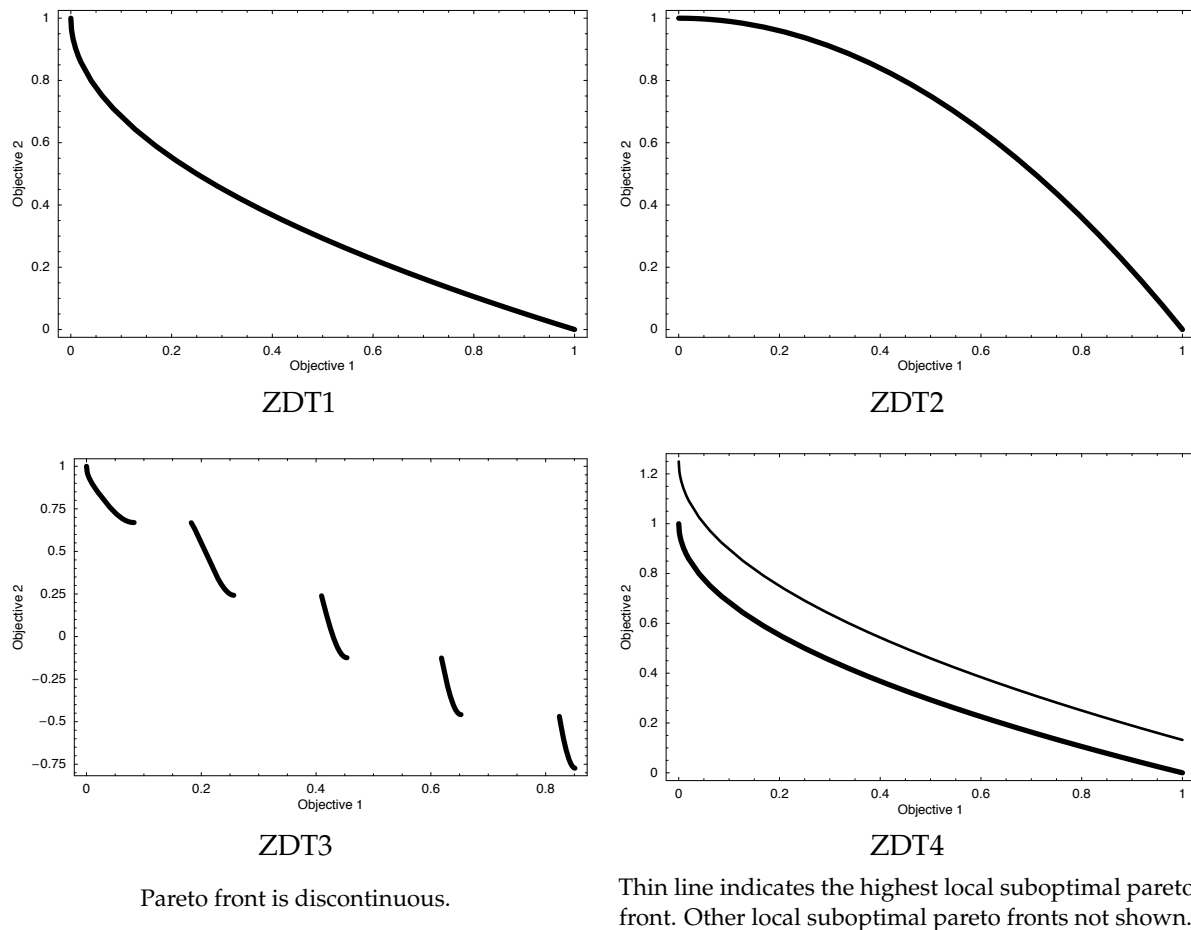 1
0.8
0.6
0.4
0.2
0
Objective 2
0 0.2 0.4 0.6 0.8 1
Objective 1
ZDT1
1
0.8
0.6
0.4
0.2
0
Objective 2
0 0.2 0.4 0.6 0.8 1
Objective 1
ZDT2
1
0.75
0.5
0.25
0
−0.25
−0.5
−0.75
Objective 2
0 0.2 0.4 0.6 0.8
Objective 1
ZDT3
Pareto front is discontinuous.
1.2
1
0.8
0.6
0.4
0.2
0
Objective 2
0 0.2 0.4 0.6 0.8 1
Objective 1
ZDT4
Thin line indicates the highest local suboptimal pareto
front. Other local suboptimal pareto fronts not shown.